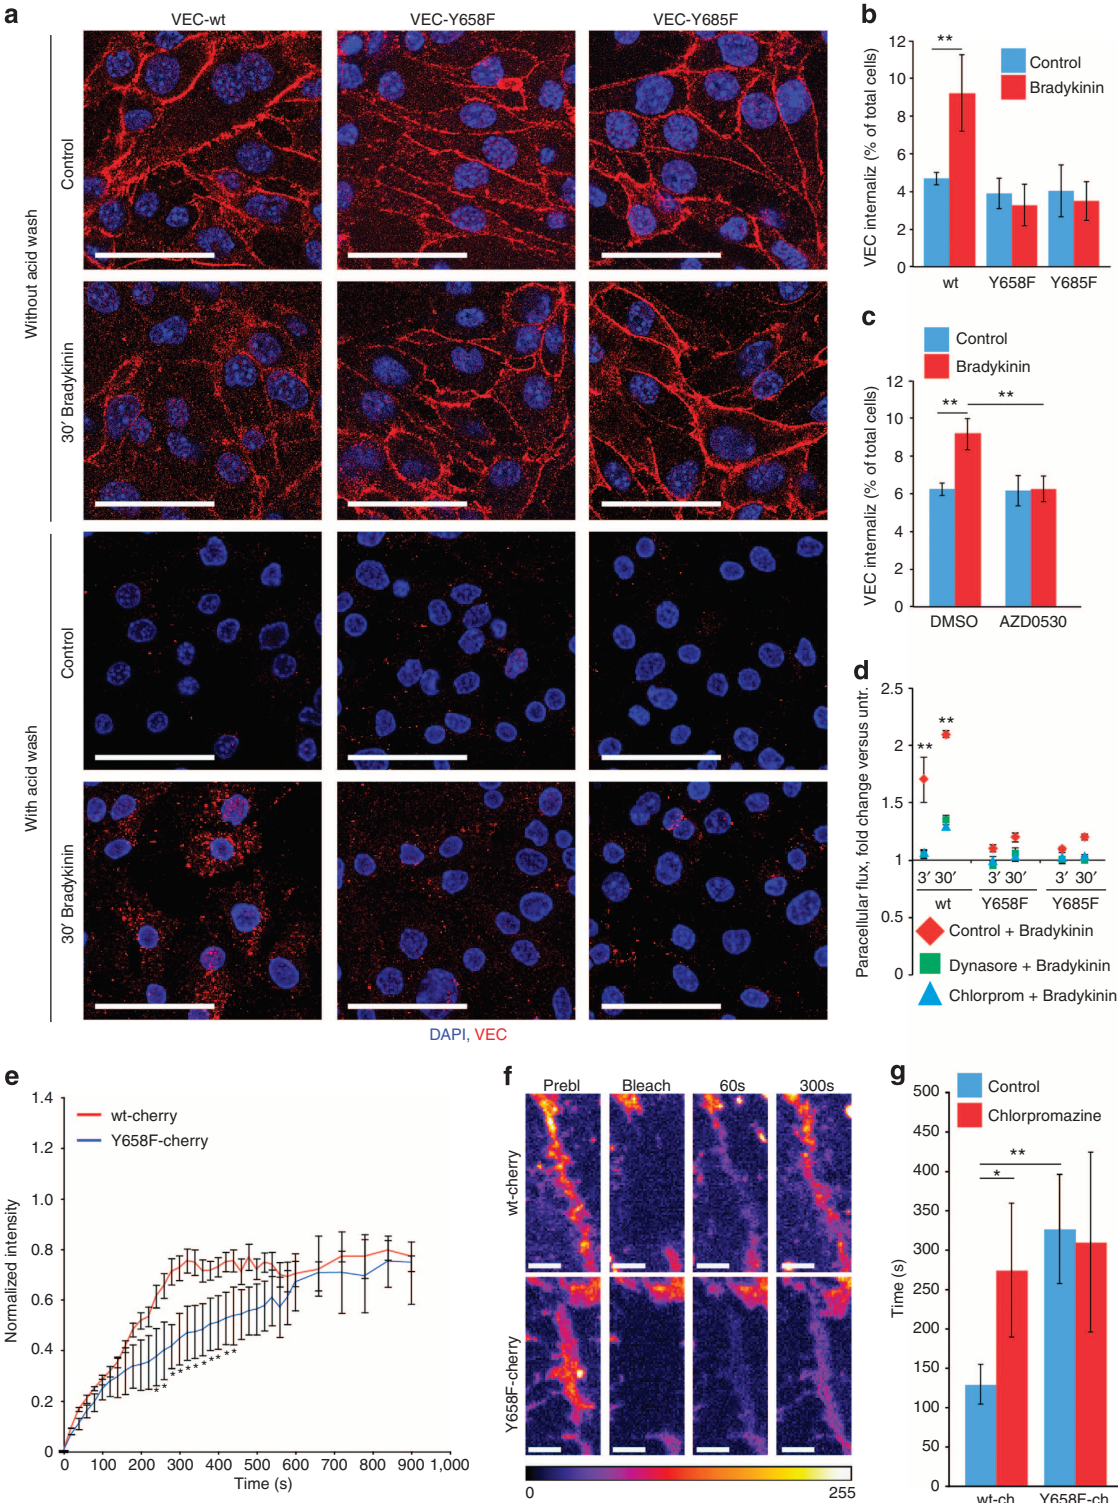 a
VEC-wt
VEC-Y658F
VEC-Y685F
Without acid wash
Control
30′ Bradykinin
With acid wash
Control
30′ Bradykinin
DAPI, VEC
b
VEC internaliz (% of total cells)
12
10
8
6
4
2
0
**
Control
Bradykinin
wt
Y658F
Y685F
c
Control
Bradykinin
VEC internaliz (% of total cells)
12
10
8
6
4
2
0
**
**
DMSO
AZD0530
d
Paracellular flux, fold change versus untr.
2.5
2
1.5
1
0.5
0
**
**
3′ 30′
3′ 30′
3′ 30′
wt
Y658F
Y685F
Control + Bradykinin
Dynasore + Bradykinin
Chlorprom + Bradykinin
e
Normalized intensity
1.4
1.2
1.0
0.8
0.6
0.4
0.2
0
wt-cherry
Y658F-cherry
* * * * * * * * * * *
0 100 200 300 400 500 600 700 800 900 1,000
Time (s)
f
Prebl
Bleach
60s
300s
wt-cherry
Y658F-cherry
0
255
g
Control
Chlorpromazine
Time (s)
500
450
400
350
300
250
200
150
100
50
0
**
*
wt-ch
Y658F-ch